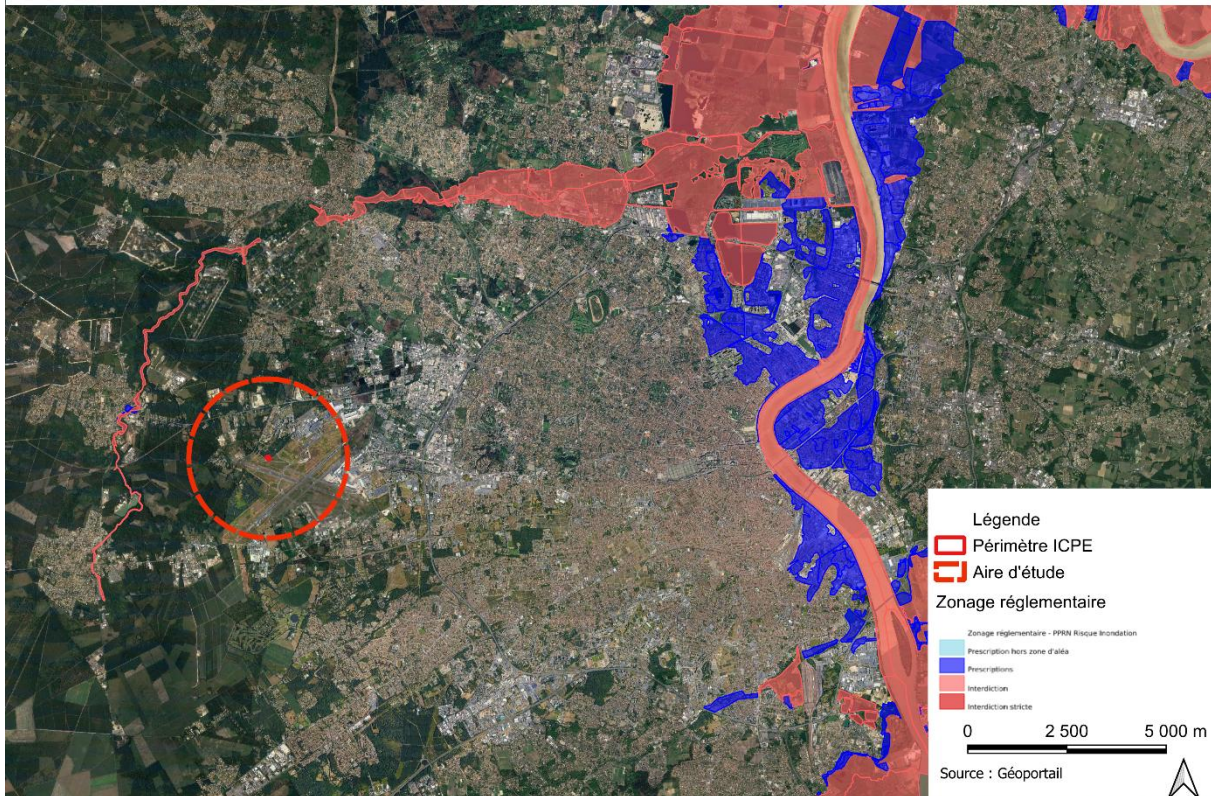 Légende
Périmètre ICPE
Aire d'étude
Zonage réglementaire
Zonage réglementaire - PPRN Risque Inondation
Prescription hors zone d'aléa
Prescriptions
Interdiction
Interdiction stricte
0 2 500 5 000 m
Source : Géoportail